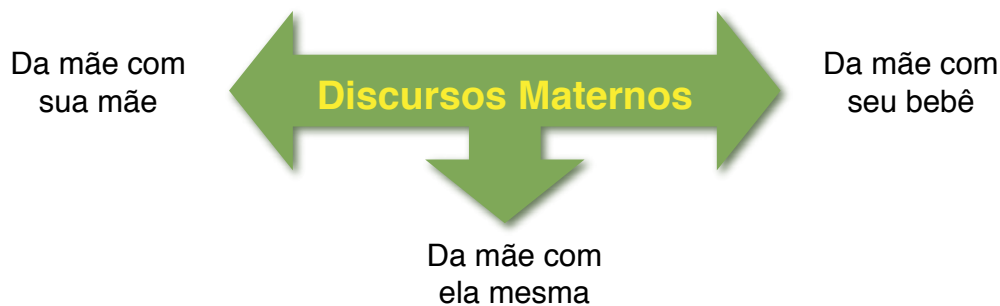 Da mãe com
sua mãe
Discursos Maternos
Da mãe com
seu bebê
Da mãe com
ela mesma